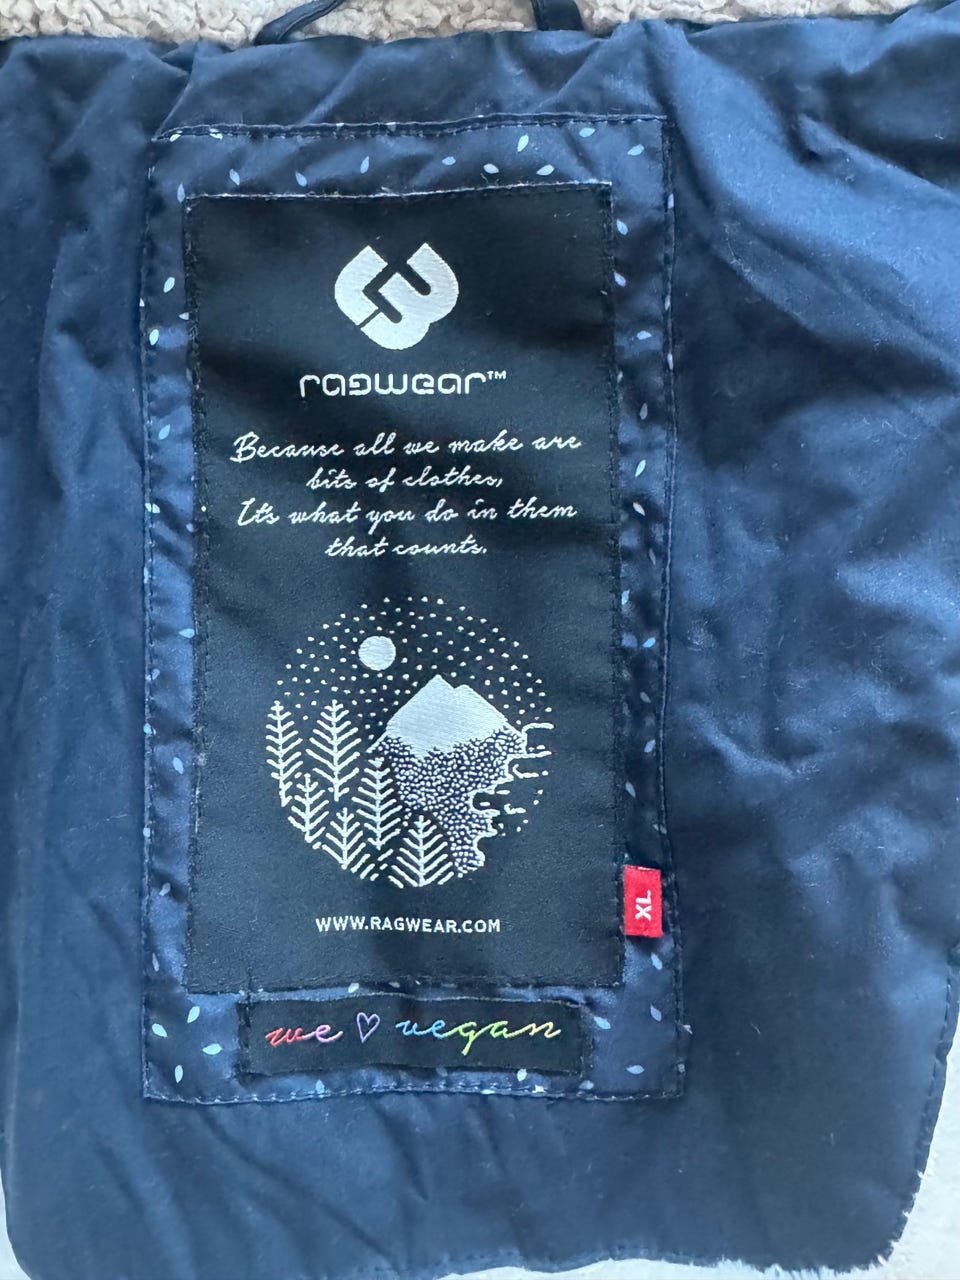 ragwear™
Because all we make are
bits of clothes,
It's what you do in them
that counts.
WWW.RAGWEAR.COM
XL
we ♡ vegan